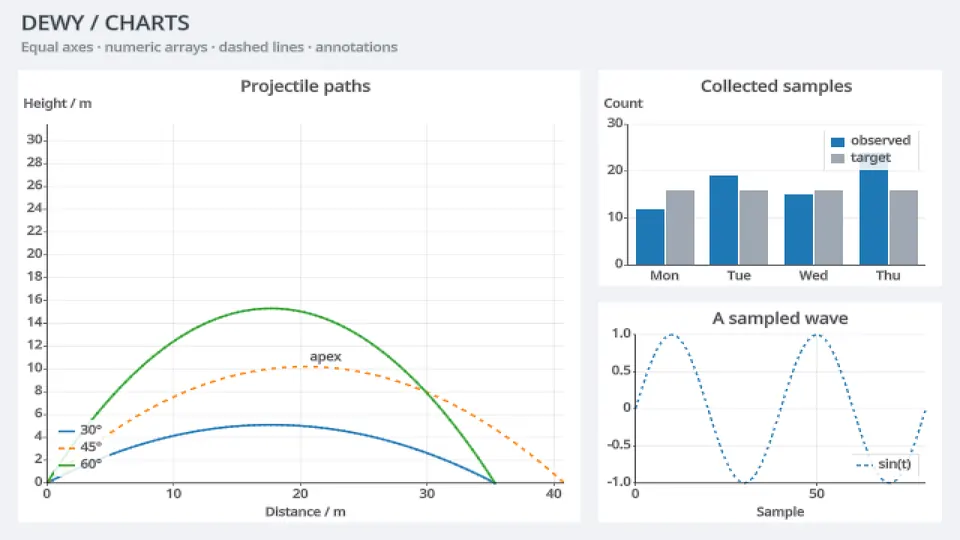 DEWY / CHARTS
Equal axes · numeric arrays · dashed lines · annotations
Projectile paths
Height / m
30
28
26
24
22
20
18
16
14
12
10
8
6
4
2
0
apex
30°
45°
60°
0 10 20 30 40
Distance / m
Collected samples
Count
30
20
10
0
observed
target
Mon Tue Wed Thu
A sampled wave
1.0
0.5
0
-0.5
-1.0
sin(t)
0 50
Sample